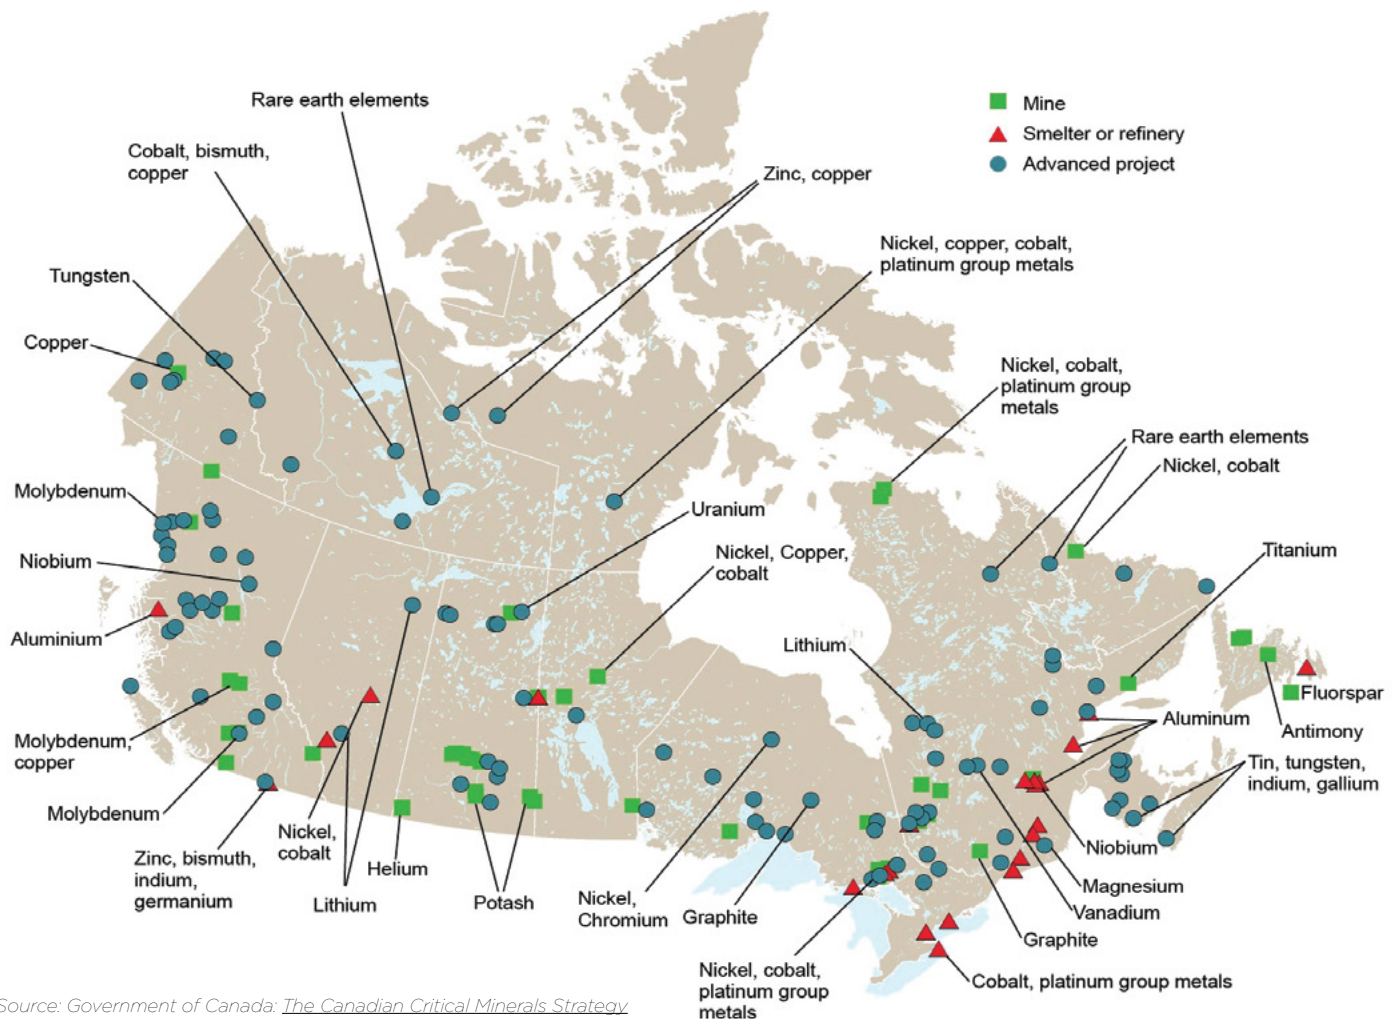 Rare earth elements
Mine
Smelter or refinery
Advanced project
Cobalt, bismuth,
copper
Zinc, copper
Nickel, copper, cobalt,
platinum group metals
Tungsten
Copper
Nickel, cobalt,
platinum group
metals
Rare earth elements
Nickel, cobalt
Molybdenum
Uranium
Nickel, Copper,
cobalt
Titanium
Niobium
Aluminium
Lithium
Fluorspar
Aluminum
Antimony
Molybdenum,
copper
Tin, tungsten,
indium, gallium
Molybdenum
Nickel,
cobalt
Zinc, bismuth,
indium,
germanium
Helium
Lithium
Potash
Nickel,
Chromium
Graphite
Niobium
Magnesium
Vanadium
Graphite
Nickel, cobalt,
platinum group
metals
Cobalt, platinum group metals
Source: Government of Canada: The Canadian Critical Minerals Strategy